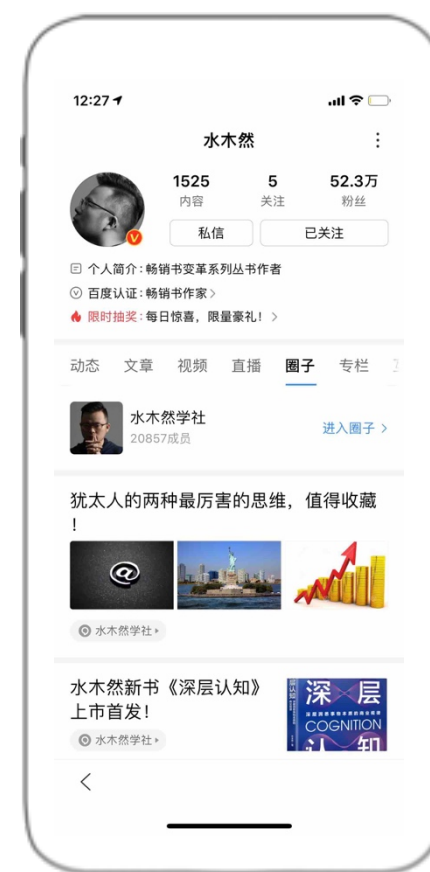 12:27
水木然
1525 5 52.3万
内容 关注 粉丝
私信 已关注
个人简介：畅销书变革系列丛书作者
百度认证：畅销书作家
限时抽奖：每日惊喜，限量豪礼！
动态 文章 视频 直播 圈子 专栏
水木然学社
20857成员
进入圈子
犹太人的两种最厉害的思维，值得收藏
！
@
水木然学社
水木然新书《深层认知》
上市首发！
水木然学社
深层
COGNITION
认知